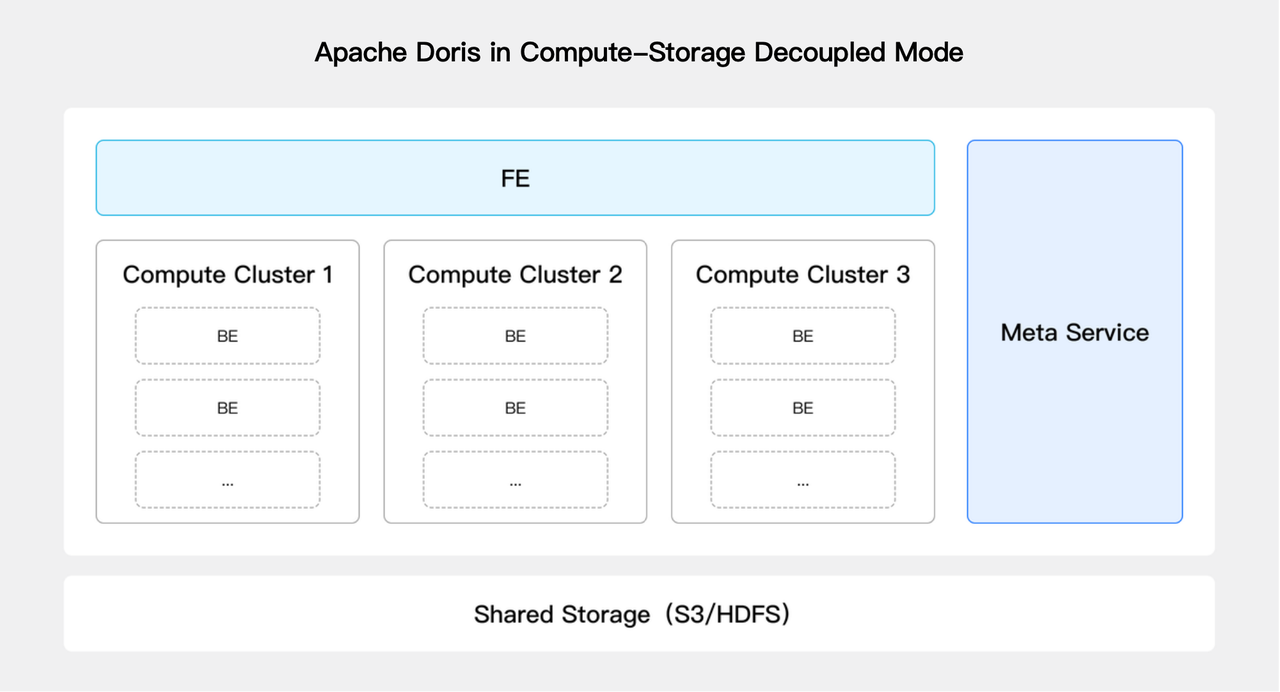 Apache Doris in Compute–Storage Decoupled Mode
FE
Meta Service
Compute Cluster 1
BE
BE
...
Compute Cluster 2
BE
BE
...
Compute Cluster 3
BE
BE
...
Shared Storage（S3/HDFS）